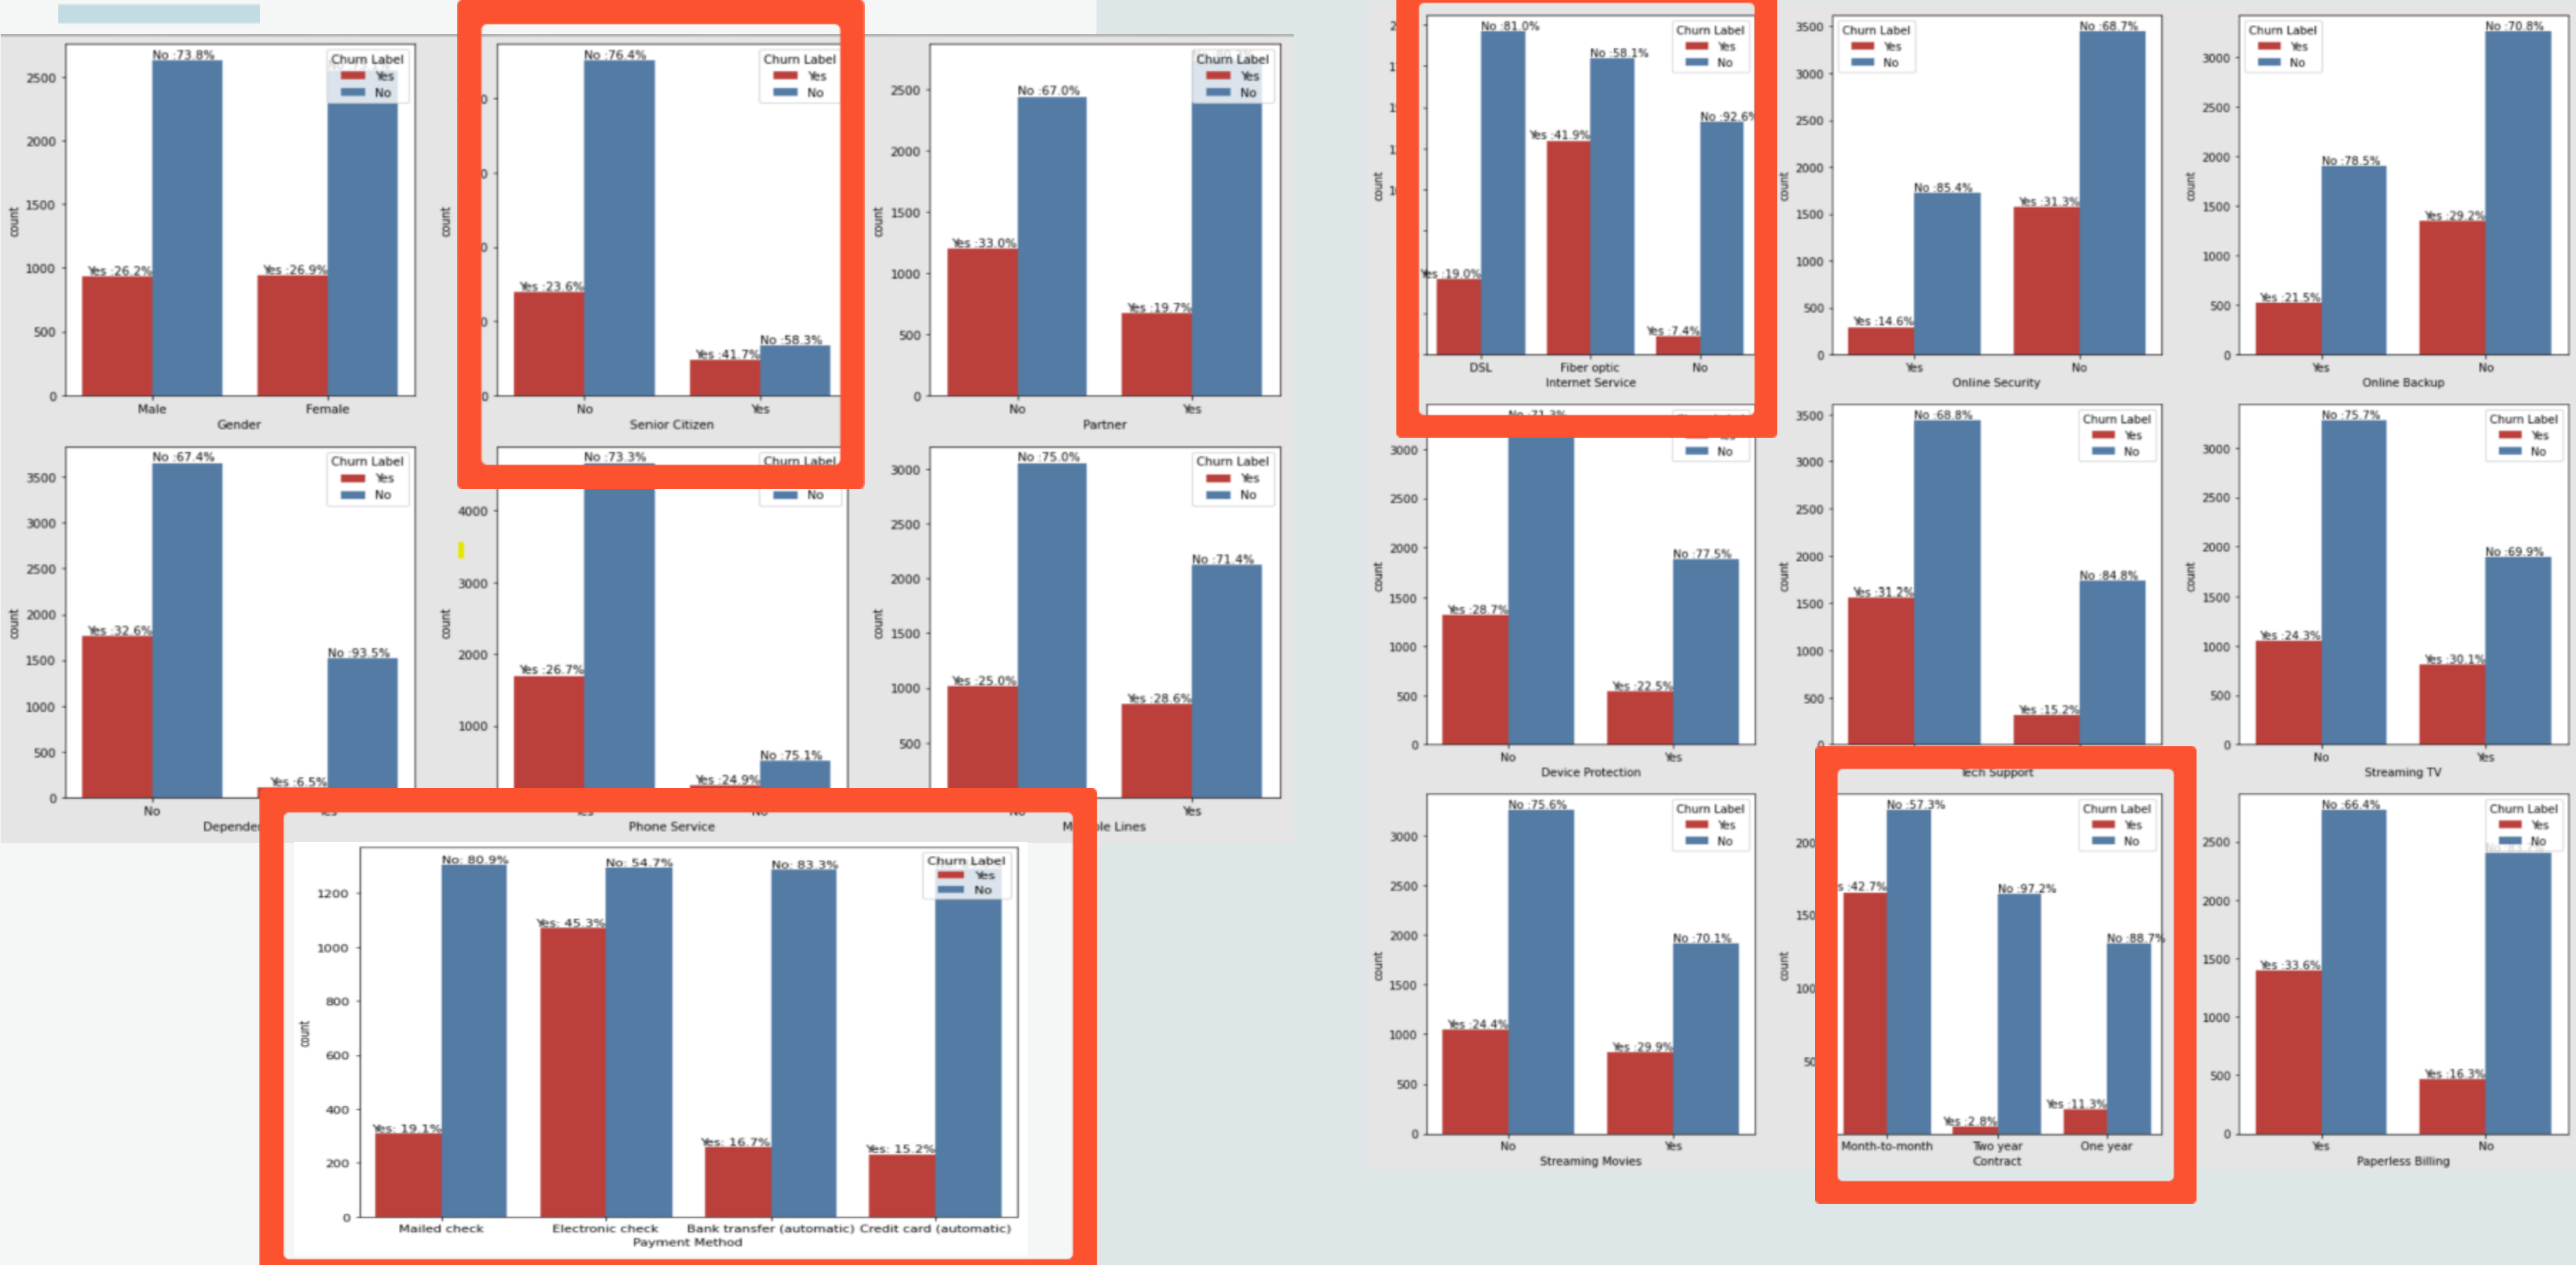 No :73.8%
Churn Label
Yes
No
Yes :26.2%
Yes :26.9%
2500
2000
1500
1000
500
0
count
Male
Female
Gender
No :76.4%
Churn Label
Yes
No
Yes :23.6%
Yes :41.7%
No :58.3%
count
No
Yes
Senior Citizen
No :67.0%
Churn Label
Yes
No
Yes :33.0%
Yes :19.7%
2500
2000
1500
1000
500
0
count
No
Yes
Partner
No :67.4%
Churn Label
Yes
No
Yes :32.6%
No :93.5%
Yes :6.5%
3500
3000
2500
2000
1500
1000
500
0
count
No
Yes
No :73.3%
Churn Label
No
Yes :26.7%
No :75.1%
Yes :24.9%
4000
3000
2000
1000
count
Yes
No
Phone Service
No :75.0%
Churn Label
Yes
No
No :71.4%
Yes :25.0%
Yes :28.6%
3000
2500
2000
1500
1000
500
count
No
Yes
Lines
No: 80.9%
No: 54.7%
No: 83.3%
Churn Label
Yes
No
Yes: 45.3%
Yes: 19.1%
Yes: 16.7%
Yes: 15.2%
1200
1000
800
600
400
200
0
count
Mailed check
Electronic check
Bank transfer (automatic)
Credit card (automatic)
Payment Method
No :81.0%
No :58.1%
Churn Label
Yes
No
No :92.6%
Yes :41.9%
Yes :19.0%
Yes :7.4%
count
DSL
Fiber optic
No
Internet Service
No :68.7%
Churn Label
Yes
No
No :85.4%
Yes :31.3%
Yes :14.6%
3500
3000
2500
2000
1500
1000
500
0
count
Yes
No
Online Security
No :70.8%
Churn Label
Yes
No
No :78.5%
Yes :29.2%
Yes :21.5%
3000
2500
2000
1500
1000
500
0
count
Yes
No
Online Backup
No :71.3%
Yes
No
No :77.5%
Yes :28.7%
Yes :22.5%
3000
2500
2000
1500
1000
500
0
count
No
Yes
Device Protection
No :68.8%
Churn Label
Yes
No
No :84.8%
Yes :31.2%
Yes :15.2%
3500
3000
2500
2000
1500
1000
500
0
count
Tech Support
No :75.7%
Churn Label
Yes
No
No :69.9%
Yes :24.3%
Yes :30.1%
3000
2500
2000
1500
1000
500
0
count
No
Yes
Streaming TV
No :75.6%
Churn Label
Yes
No
No :70.1%
Yes :24.4%
Yes :29.9%
3000
2500
2000
1500
1000
500
0
count
No
Yes
Streaming Movies
No :57.3%
Churn Label
Yes
No
:42.7%
No :97.2%
No :88.7%
Yes :2.8%
Yes :11.3%
count
Month-to-month
Two year
One year
Contract
No :66.4%
Churn Label
Yes
No
Yes :33.6%
Yes :16.3%
2500
2000
1500
1000
500
0
count
Yes
No
Paperless Billing